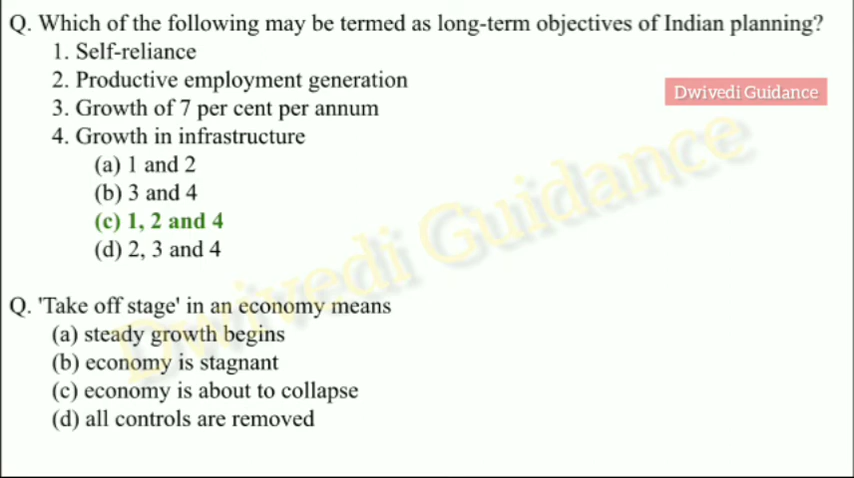 Q. Which of the following may be termed as long-term objectives of Indian planning?
1. Self-reliance
2. Productive employment generation
Dwivedi Guidance
3. Growth of 7 per cent per annum
4. Growth in infrastructure
(a) 1 and 2
(b) 3 and 4
(c) 1, 2 and 4
(d) 2, 3 and 4
Dwivedi Guidance
Q. 'Take off stage' in an economy means
(a) steady growth begins
(b) economy is stagnant
(c) economy is about to collapse
(d) all controls are removed